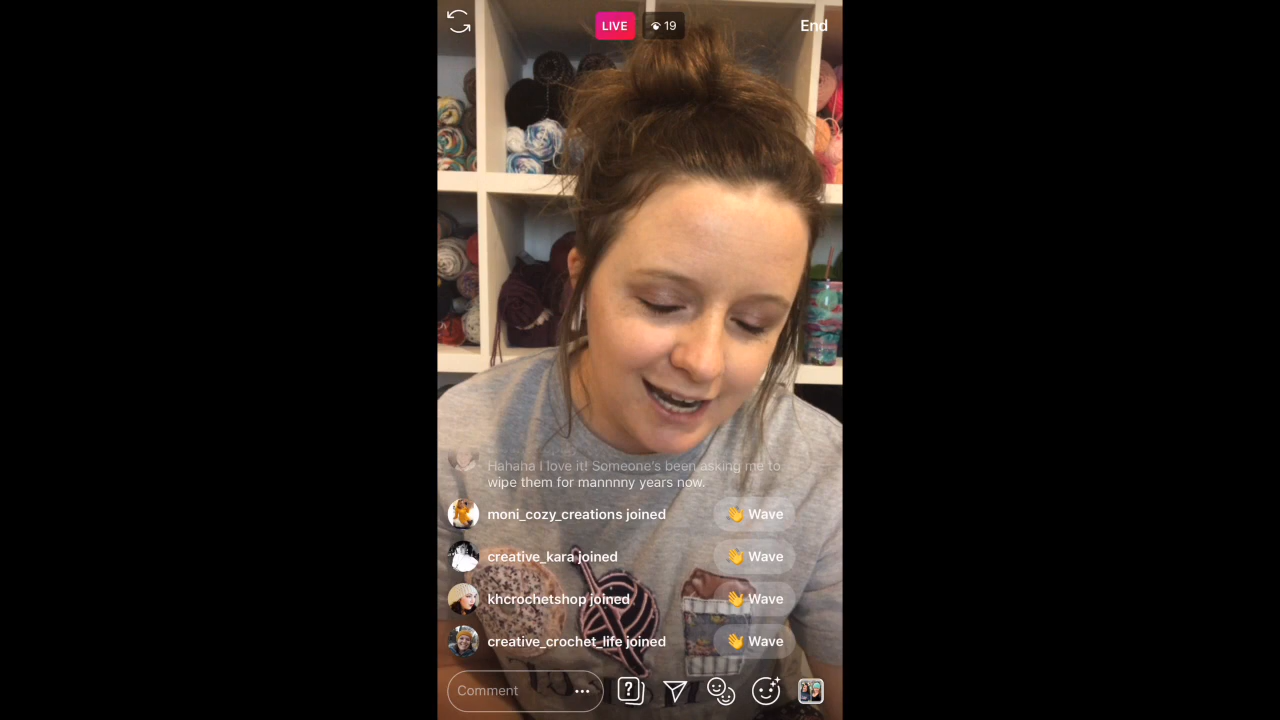 LIVE 19 End
Hahaha I love it! Someone's been asking me to
wipe them for mannnny years now.
moni_cozy_creations joined 👋 Wave
creative_kara joined 👋 Wave
khcrochetshop joined 👋 Wave
creative_crochet_life joined 👋 Wave
Comment